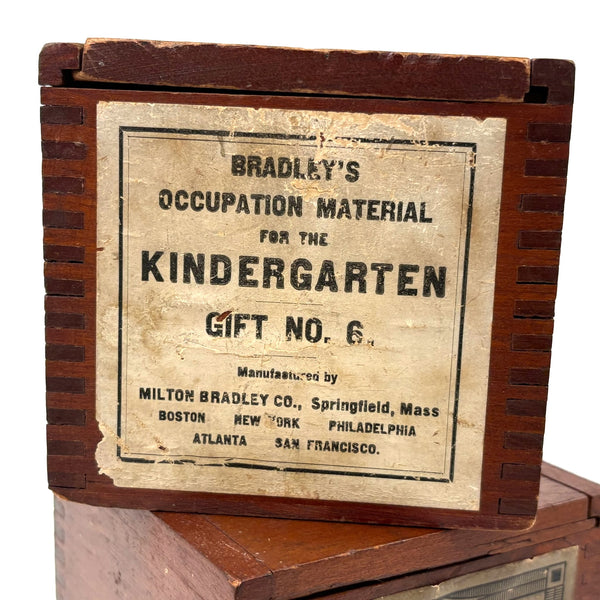 BRADLEY'S
OCCUPATION MATERIAL
FOR THE
KINDERGARTEN
GIFT NO. 6.
Manufactured by
MILTON BRADLEY CO., Springfield, Mass
BOSTON NEW YORK PHILADELPHIA
ATLANTA SAN FRANCISCO.